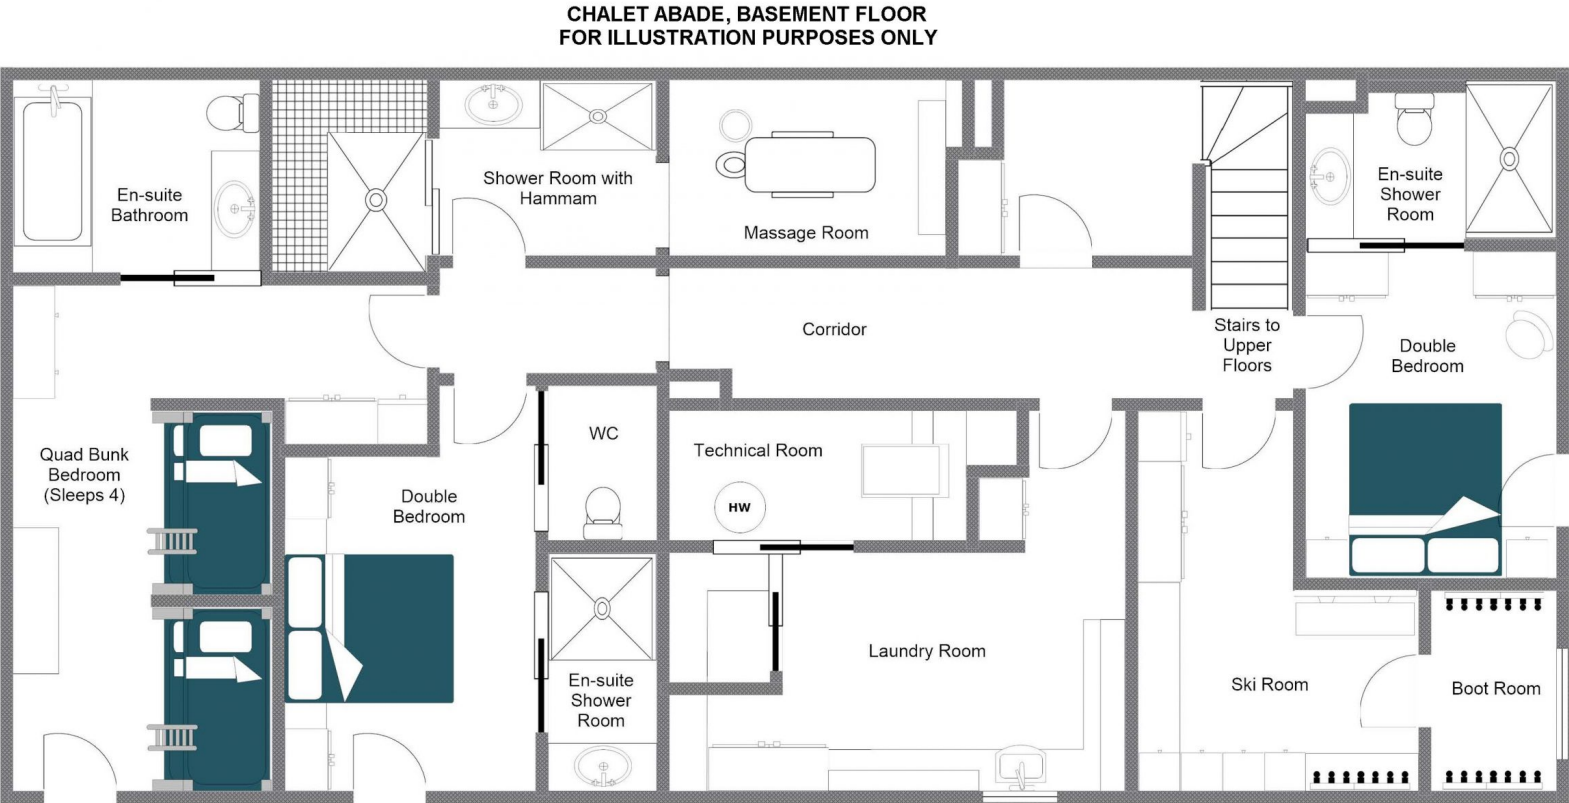 CHALET ABADE, BASEMENT FLOOR
FOR ILLUSTRATION PURPOSES ONLY
En-suite
Bathroom
Shower Room with
Hammam
Massage Room
En-suite
Shower
Room
Corridor
Stairs to
Upper
Floors
Double
Bedroom
Quad Bunk
Bedroom
(Sleeps 4)
Double
Bedroom
WC
Technical Room
HW
En-suite
Shower
Room
Laundry Room
Ski Room
Boot Room